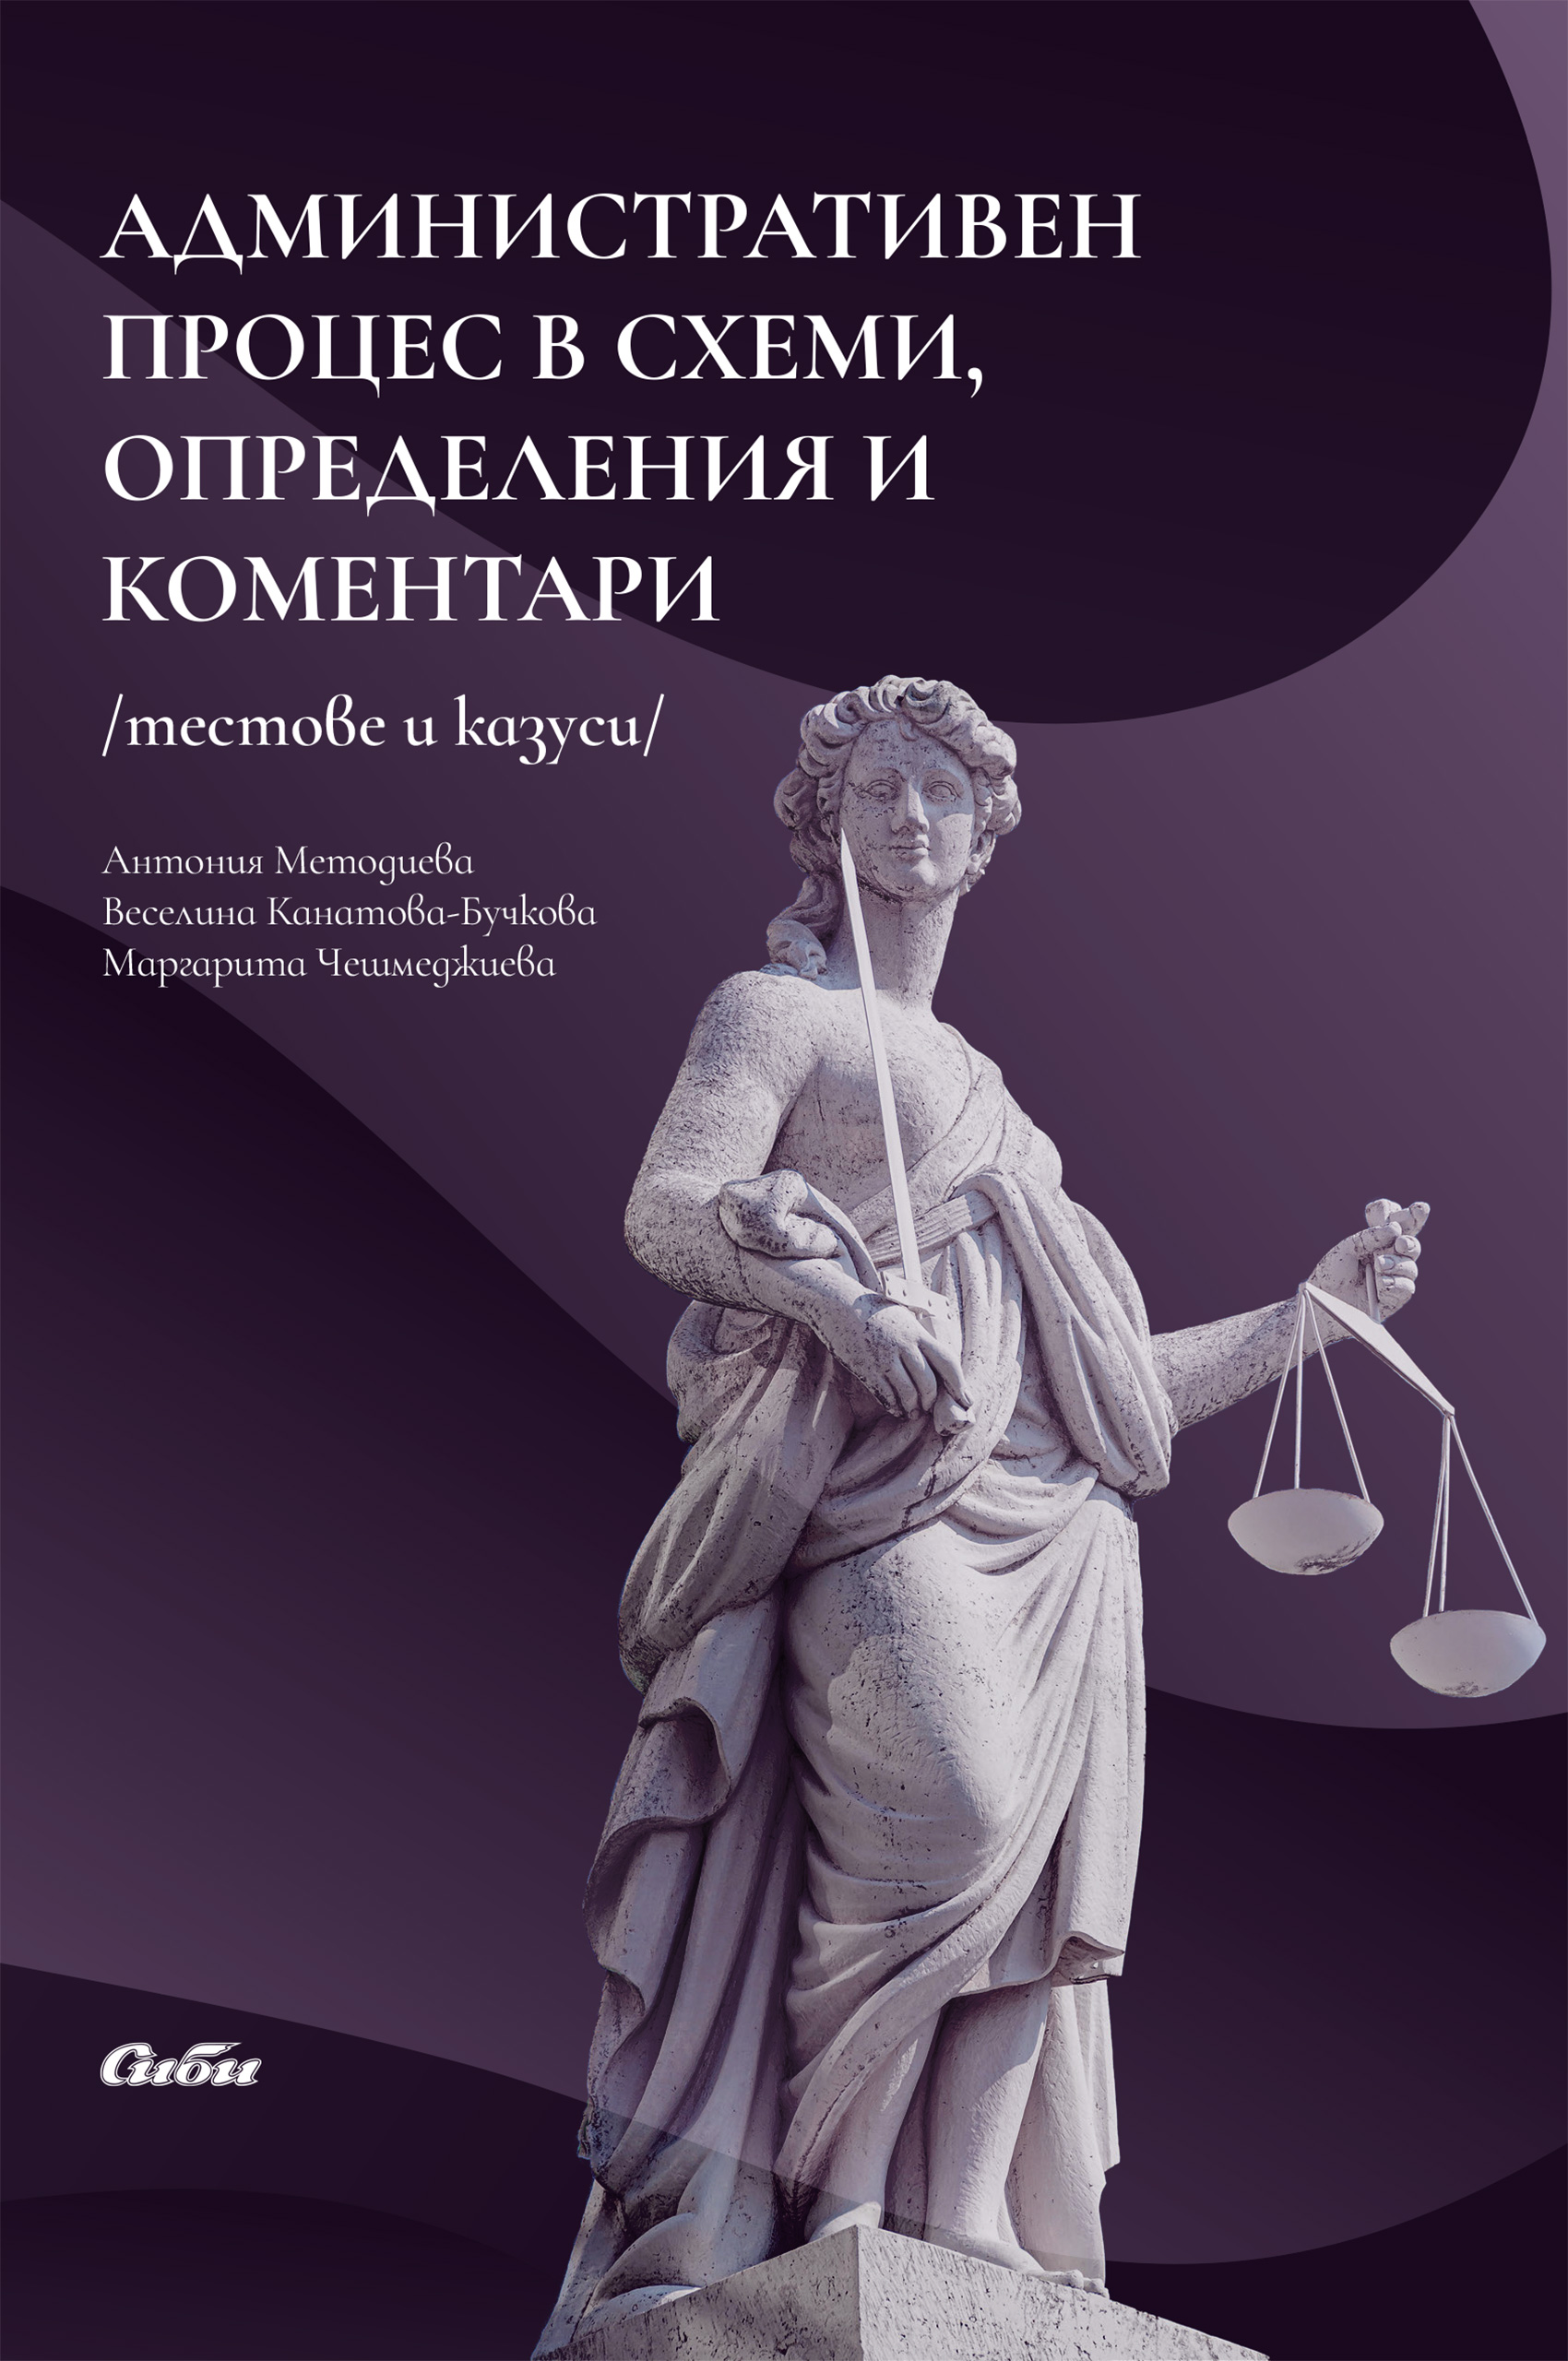 АДМИНИСТРАТИВЕН
ПРОЦЕС В СХЕМИ,
ОПРЕДЕЛЕНИЯ И
КОМЕНТАРИ
/тестове и казуси/
Антония Методиева
Веселина Канатова-Бучкова
Маргарита Чешмеджиева
Сиби